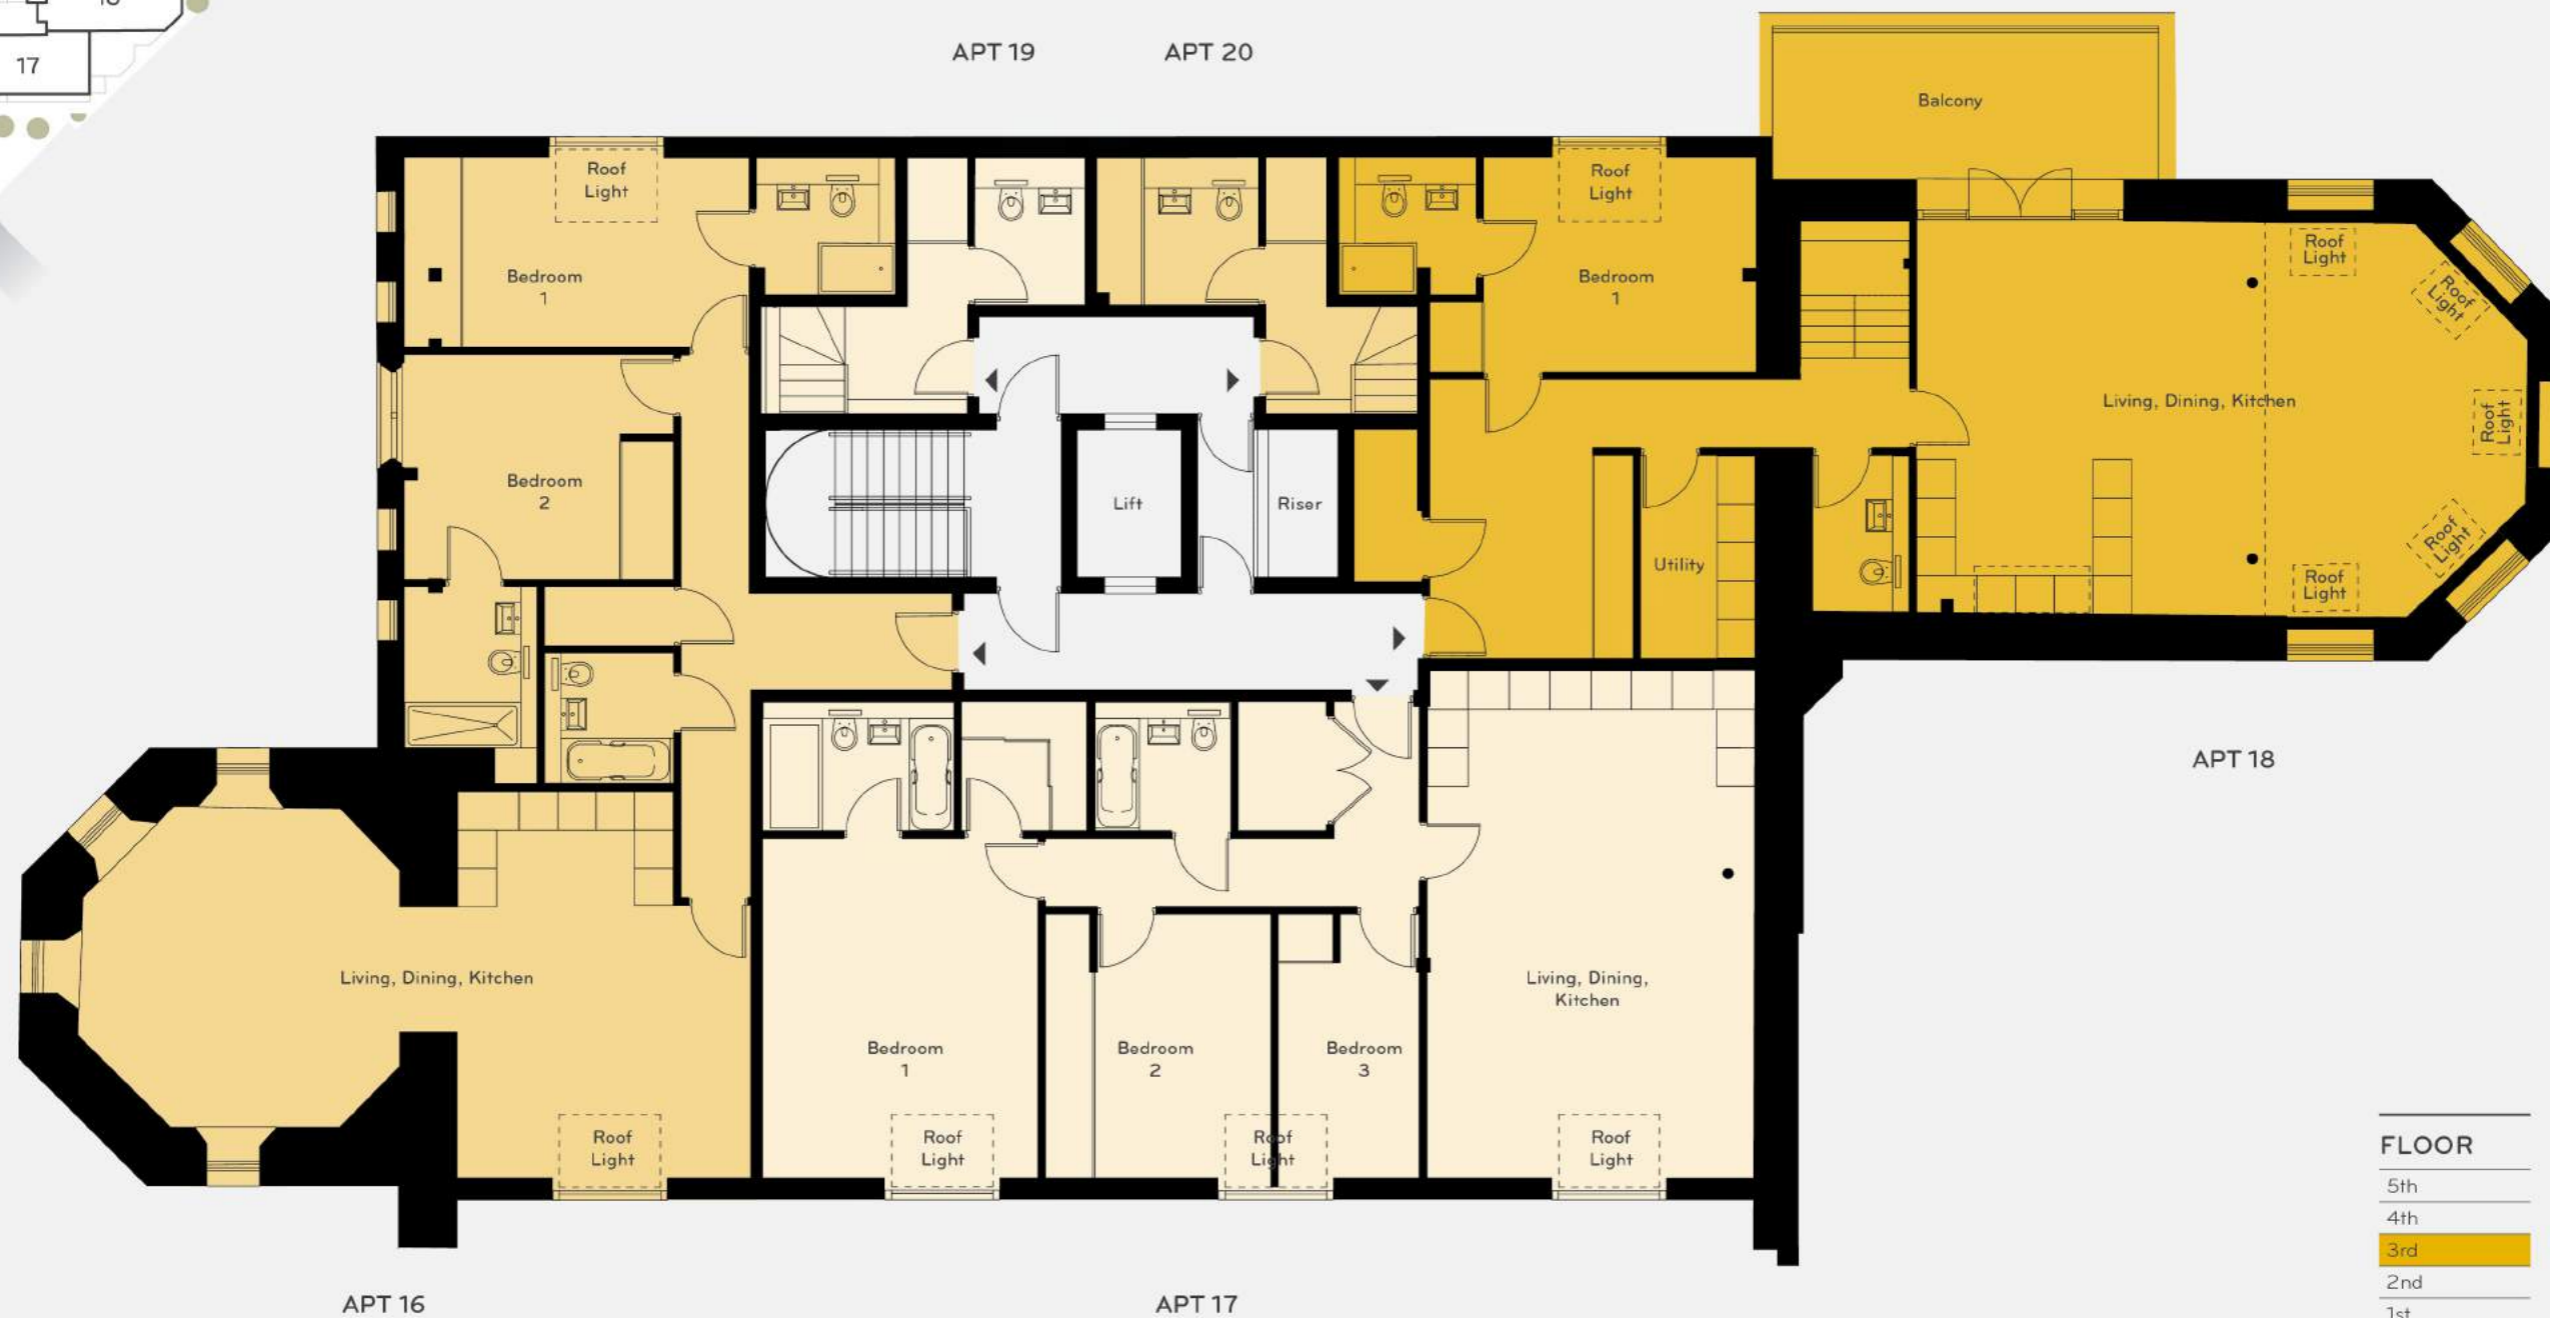 17
APT 19
APT 20
Balcony
Roof
Light
Bedroom
1
Roof
Light
Bedroom
1
Roof
Light
Roof
Light
Living, Dining, Kitchen
Roof
Light
Bedroom
2
Lift
Riser
Utility
Roof
Light
Roof
Light
APT 18
Living, Dining, Kitchen
Living, Dining,
Kitchen
Bedroom
1
Bedroom
2
Bedroom
3
Roof
Light
Roof
Light
Roof
Light
Roof
Light
FLOOR
5th
4th
3rd
2nd
1st
APT 16
APT 17